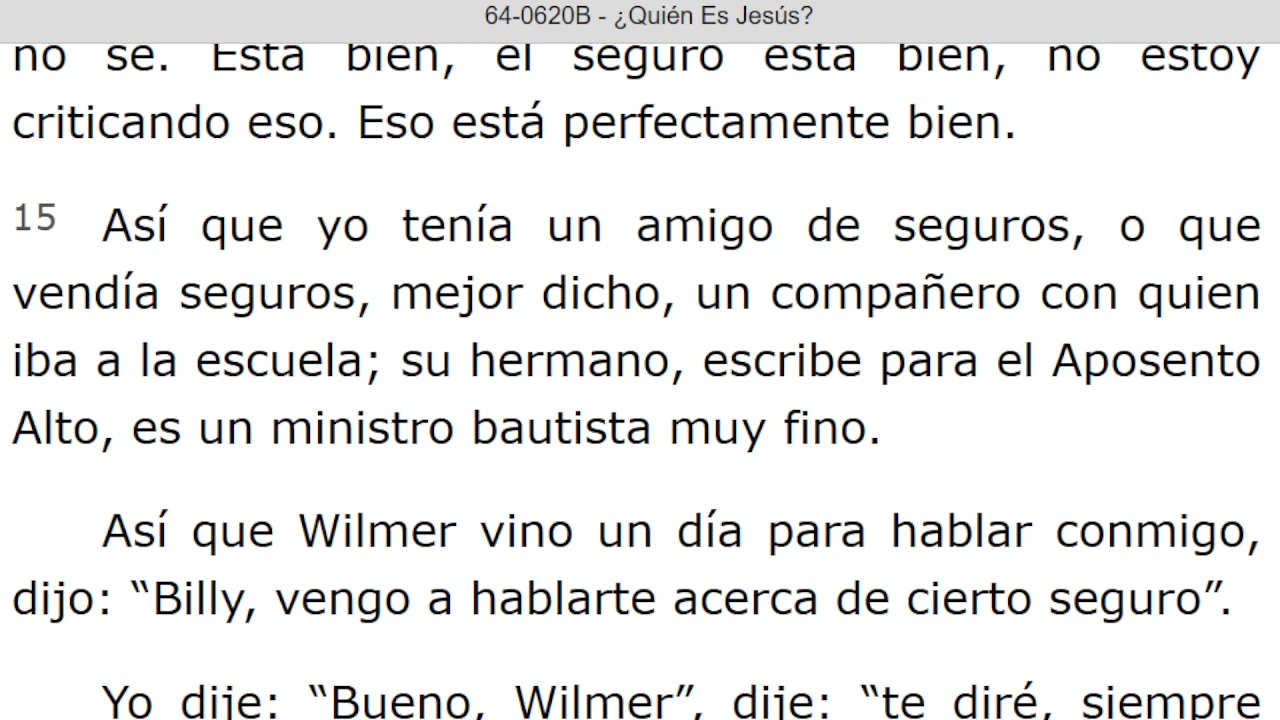 64-0620B - ¿Quién Es Jesús?
no sé. Está bien, el seguro está bien, no estoy
criticando eso. Eso está perfectamente bien.
15 Así que yo tenía un amigo de seguros, o que
vendía seguros, mejor dicho, un compañero con quien
iba a la escuela; su hermano, escribe para el Aposento
Alto, es un ministro bautista muy fino.
Así que Wilmer vino un día para hablar conmigo,
dijo: “Billy, vengo a hablarte acerca de cierto seguro”.
Yo dije: “Bueno, Wilmer”, dije: “te diré, siempre